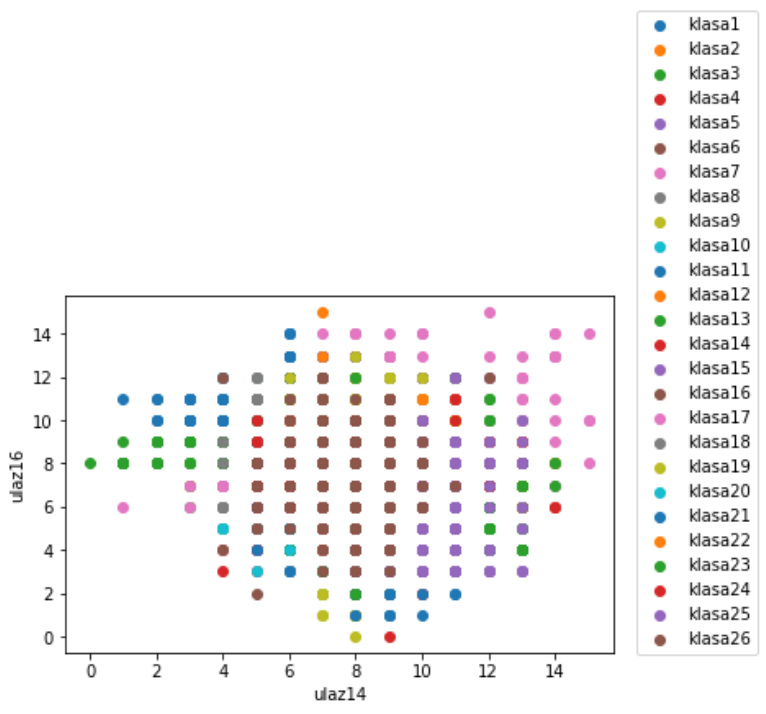 klasa1
klasa2
klasa3
klasa4
klasa5
klasa6
klasa7
klasa8
klasa9
klasa10
klasa11
klasa12
klasa13
klasa14
klasa15
klasa16
klasa17
klasa18
klasa19
klasa20
klasa21
klasa22
klasa23
klasa24
klasa25
klasa26
14
12
10
8
6
4
2
0
ulaz16
0 2 4 6 8 10 12 14
ulaz14